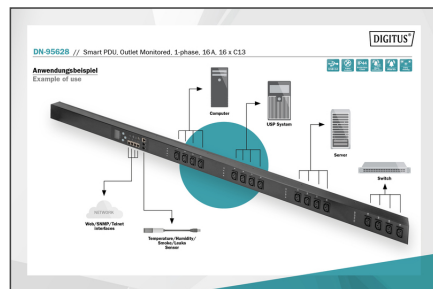 DIGITUS®
DN-95628 // Smart PDU, Outlet Monitored, 1-phase, 16A, 16 x C13
Anwendungsbeispiel
Example of use
Computer
USP System
Server
Switch
NETWORK
Web/SNMP/Telnet
interfaces
Temperature/Humidity/
Smoke/Leaks
Sensor